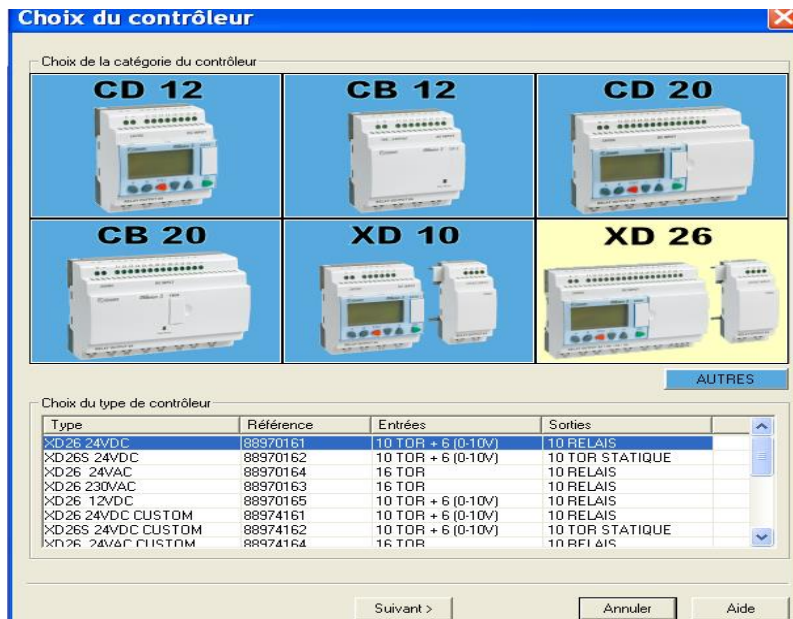 Choix du contrôleur
Choix de la catégorie du contrôleur
CD 12 CB 12 CD 20
CB 20 XD 10 XD 26
AUTRES
Choix du type de contrôleur
Type Référence Entrées Sorties
XD26 24VDC 88970161 10 TOR + 6 (0-10V) 10 RELAIS
XD26S 24VDC 88970162 10 TOR + 6 (0-10V) 10 TOR STATIQUE
XD26 24VAC 88970164 16 TOR 10 RELAIS
XD26 230VAC 88970163 16 TOR 10 RELAIS
XD26 12VDC 88970165 10 TOR + 6 (0-10V) 10 RELAIS
XD26 24VDC CUSTOM 88974161 10 TOR + 6 (0-10V) 10 RELAIS
XD26S 24VDC CUSTOM 88974162 10 TOR + 6 (0-10V) 10 TOR STATIQUE
XD26 24VAC CUSTOM 88974164 16 TOR 10 RELAIS
Suivant > Annuler Aide